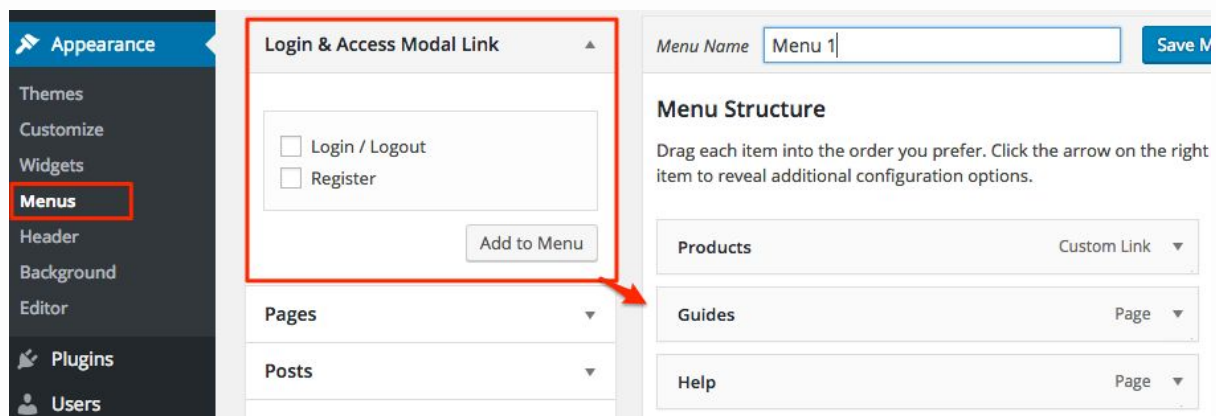 Appearance
Themes
Customize
Widgets
Menus
Header
Background
Editor
Plugins
Users
Login & Access Modal Link
Login / Logout
Register
Add to Menu
Pages
Posts
Menu Name Menu 1
Save M
Menu Structure
Drag each item into the order you prefer. Click the arrow on the right
item to reveal additional configuration options.
Products Custom Link
Guides Page
Help Page